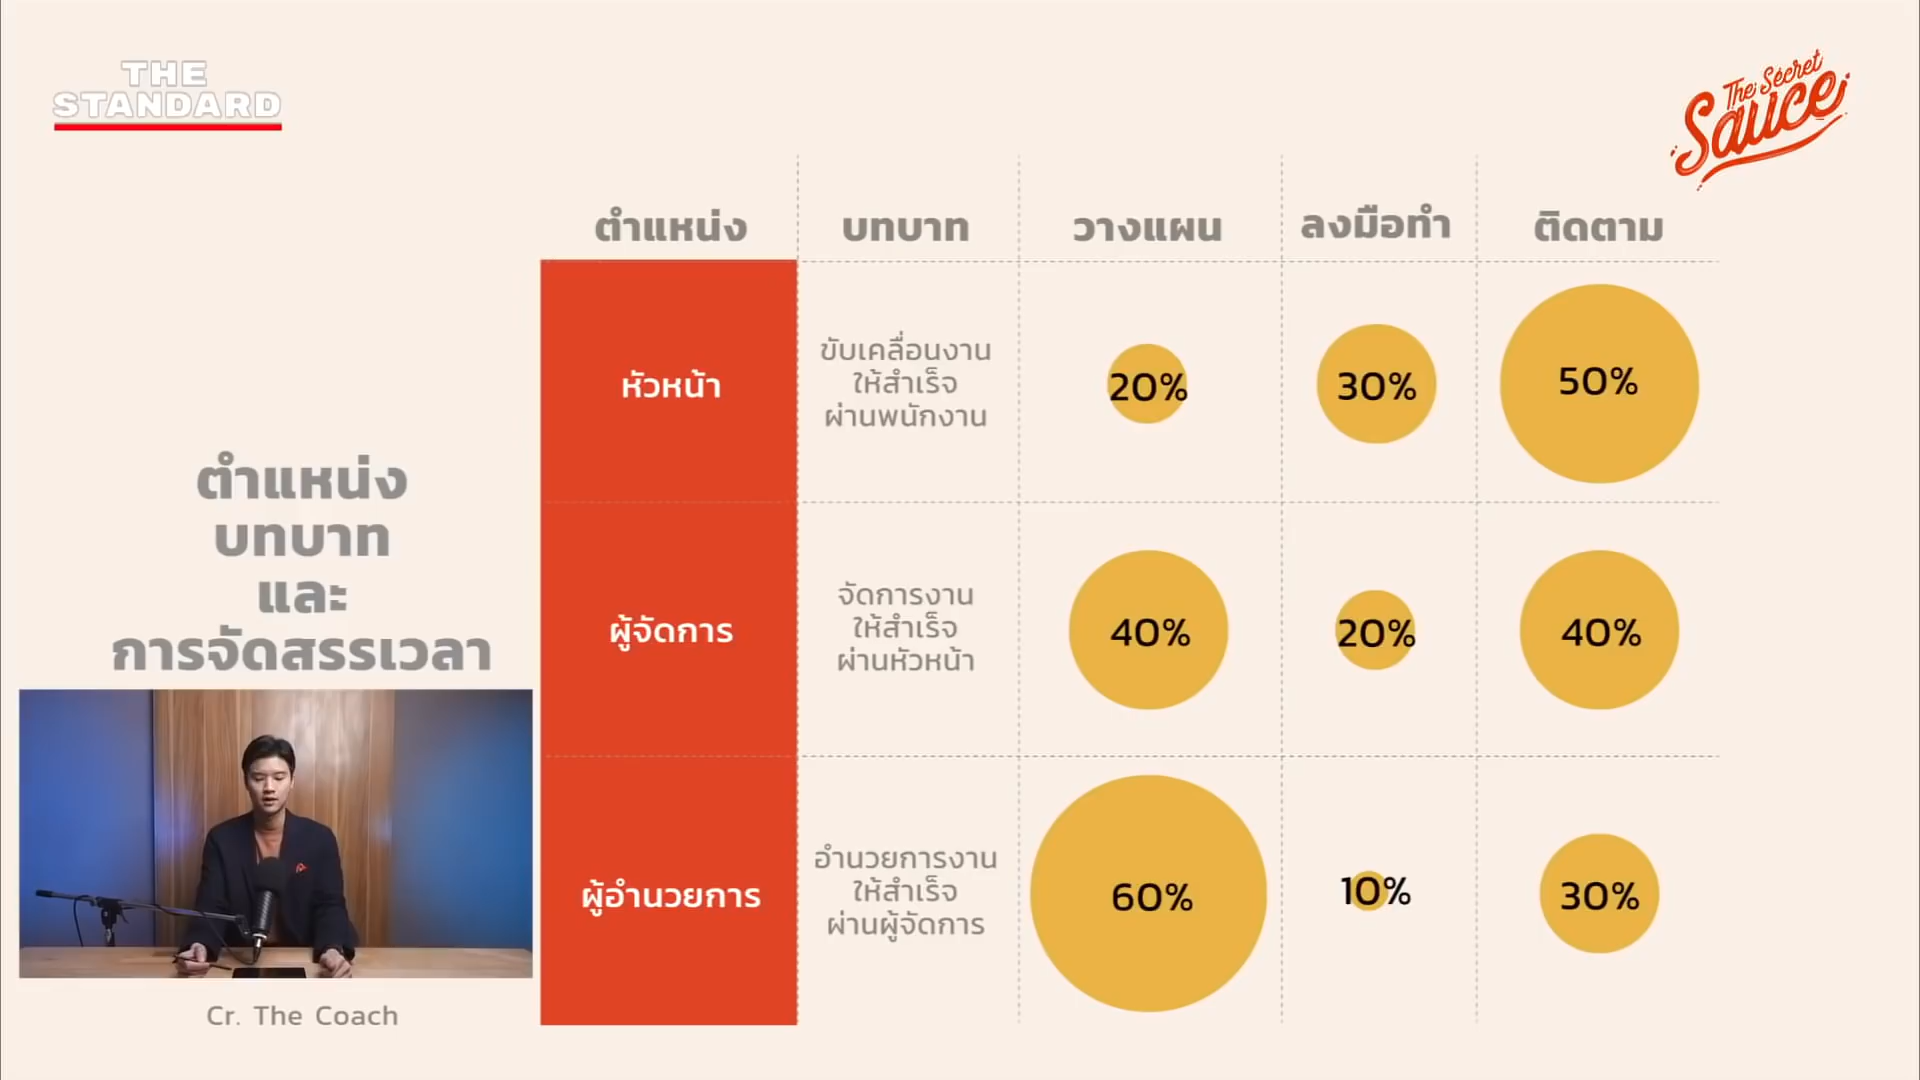 THE
STANDARD
The Secret
Sauce
ตำแหน่ง
บทบาท
และ
การจัดสรรเวลา
Cr. The Coach
ตำแหน่ง บทบาท วางแผน ลงมือทำ ติดตาม
หัวหน้า
ขับเคลื่อนงาน
ให้สำเร็จ
ผ่านพนักงาน
20% 30% 50%
ผู้จัดการ
จัดการงาน
ให้สำเร็จ
ผ่านหัวหน้า
40% 20% 40%
ผู้อำนวยการ
อำนวยการงาน
ให้สำเร็จ
ผ่านผู้จัดการ
60% 10% 30%